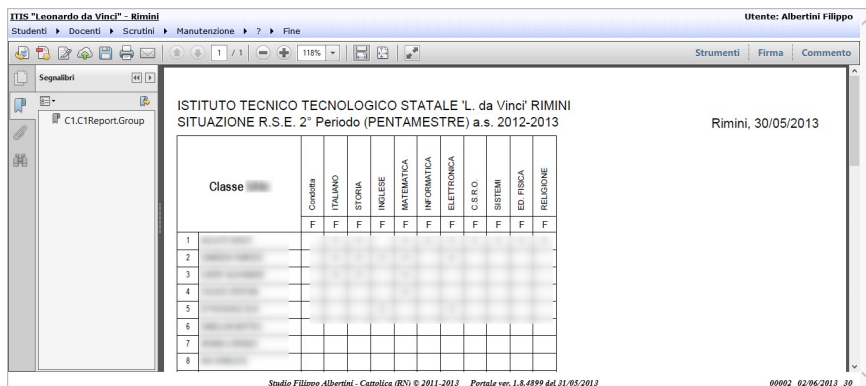 ITIS "Leonardo da Vinci" - Rimini
Utente: Albertini Filippo
Studenti Docenti Scrutini Manutenzione ? Fine
1 / 1 118% Strumenti Firma Commento
Segnalibri
C1.C1Report.Group
ISTITUTO TECNICO TECNOLOGICO STATALE 'L. da Vinci' RIMINI
SITUAZIONE R.S.E. 2° Periodo (PENTAMESTRE) a.s. 2012-2013
Rimini, 30/05/2013
Classe
Condotta
ITALIANO
STORIA
INGLESE
MATEMATICA
INFORMATICA
ELETTRONICA
C.S.R.O.
SISTEMI
ED. FISICA
RELIGIONE
F F F F F F F F F F F
1
2
3
4
5
6
7
8
Studio Filippo Albertini - Cattolica (RN) © 2011-2013 Portale ver. 1.8.4899 del 31/05/2013
00002 02/06/2013 30